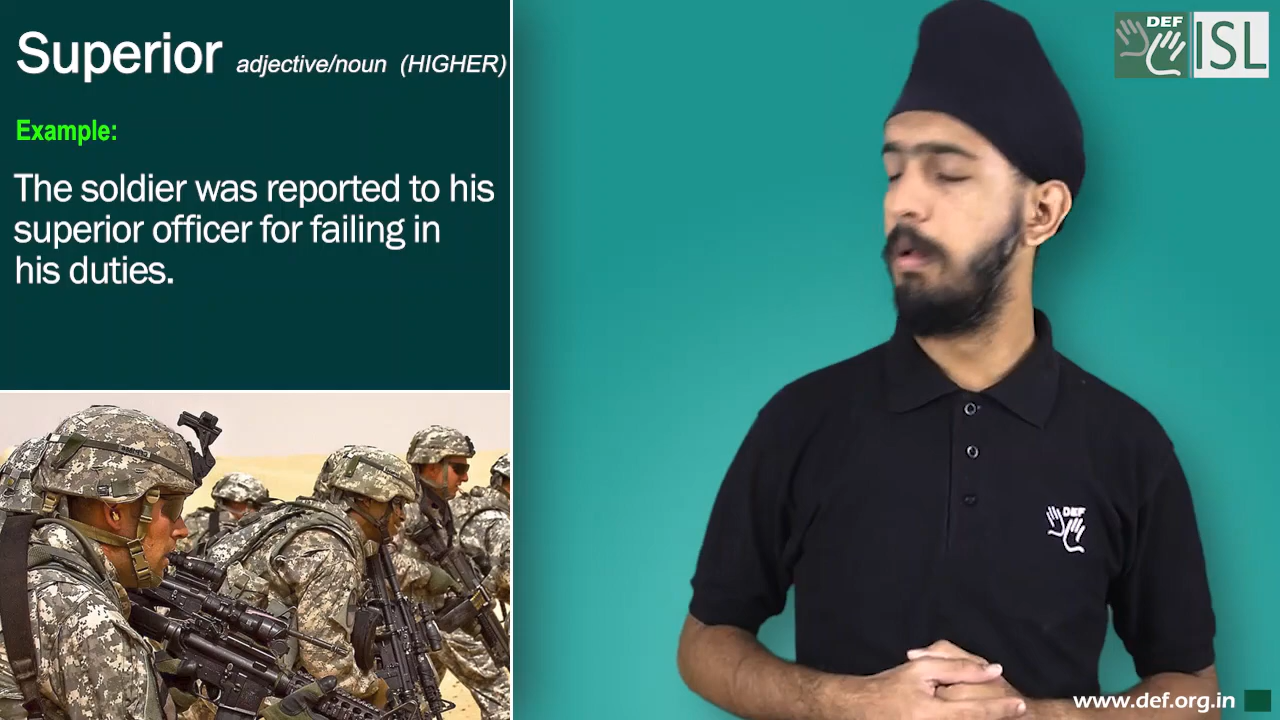 Superior adjective/noun (HIGHER)
Example:
The soldier was reported to his
superior officer for failing in
his duties.
DEF
ISL
DEF
www.def.org.in